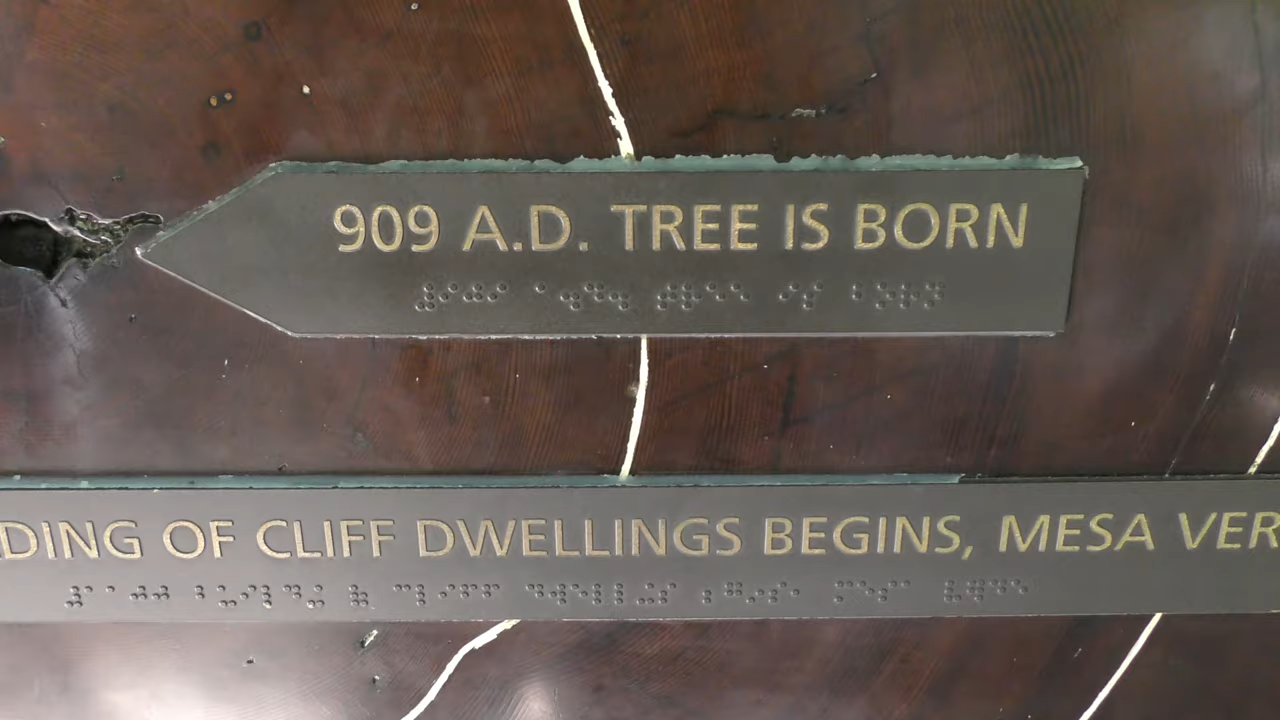 909 A.D. TREE IS BORN
DING OF CLIFF DWELLINGS BEGINS, MESA VER